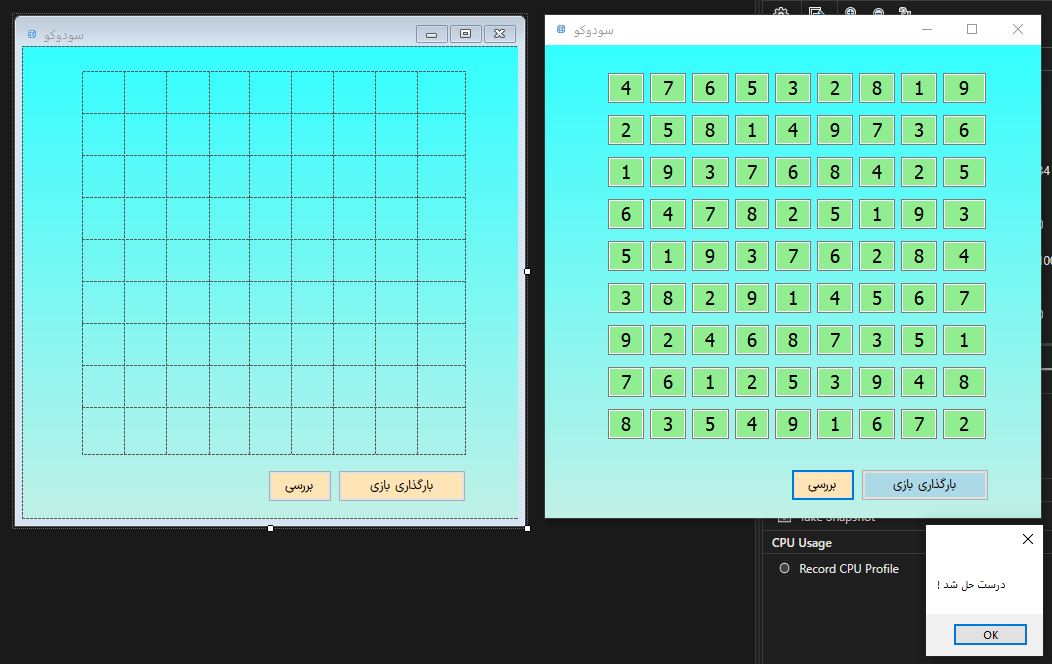 سودوکو
بررسی
بارگذاری بازی
سودوکو
4 7 6 5 3 2 8 1 9
2 5 8 1 4 9 7 3 6
1 9 3 7 6 8 4 2 5
6 4 7 8 2 5 1 9 3
5 1 9 3 7 6 2 8 4
3 8 2 9 1 4 5 6 7
9 2 4 6 8 7 3 5 1
7 6 1 2 5 3 9 4 8
8 3 5 4 9 1 6 7 2
بررسی
بارگذاری بازی
Take Snapshot
CPU Usage
Record CPU Profile
درست حل شد !
OK